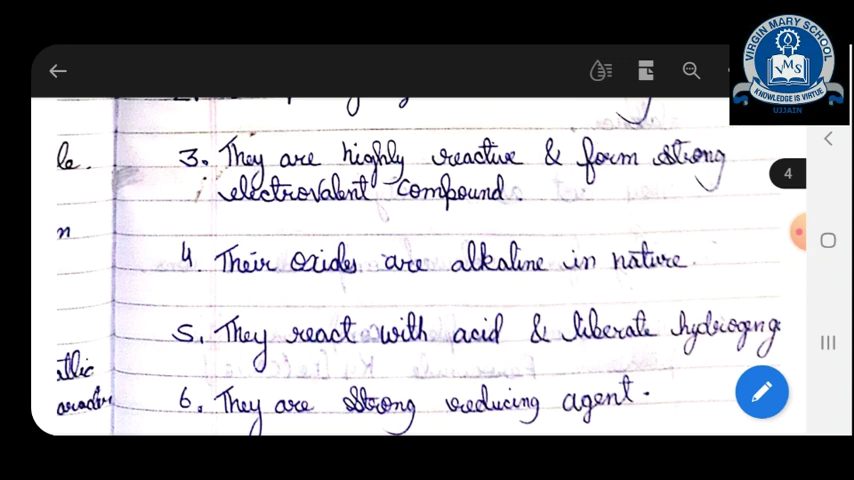 VIRGIN MARY SCHOOL
VMS
KNOWLEDGE IS VIRTUE
UJJAIN
4
le.
3. They are highly reactive & form strong
electrovalent compound.
n
4. Their oxides are alkaline in nature.
5. They react with acid & liberate hydrogen
6. They are strong reducing agent.